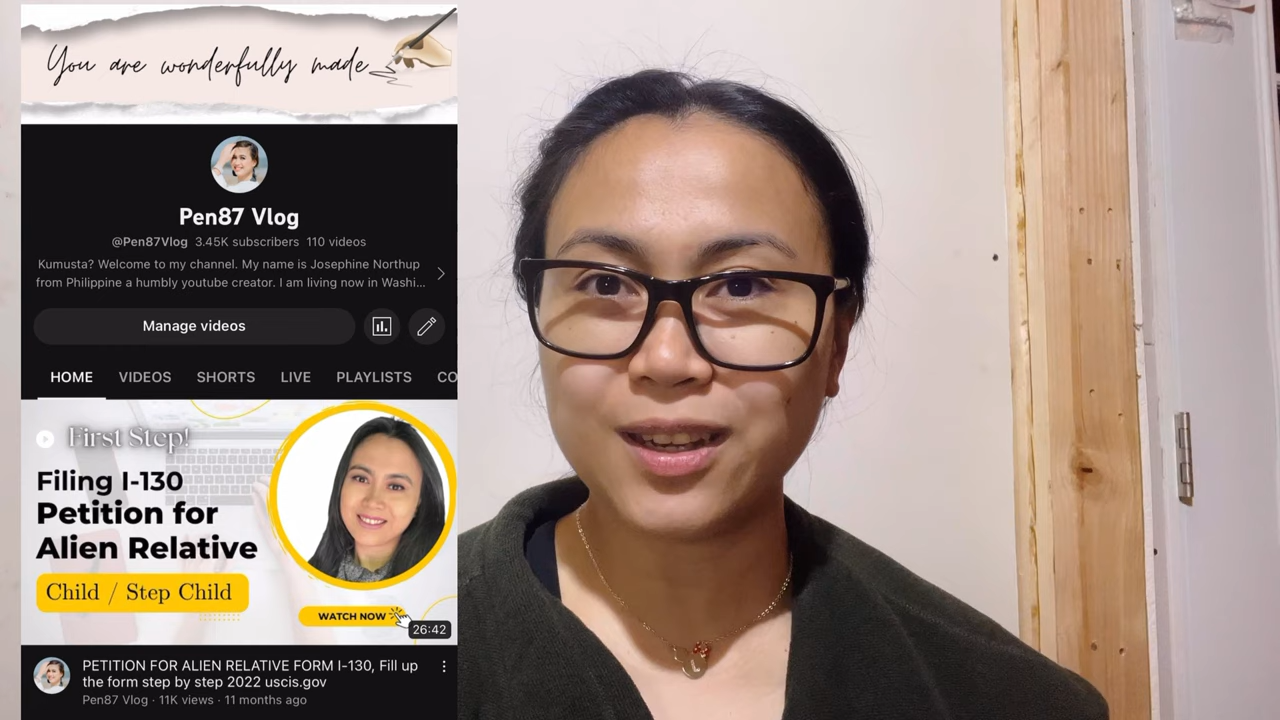 You are wonderfully made
Pen87 Vlog
@Pen87Vlog 3.45K subscribers 110 videos
Kumusta? Welcome to my channel. My name is Josephine Northup
from Philippine a humbly youtube creator. I am living now in Washi...
Manage videos
HOME VIDEOS SHORTS LIVE PLAYLISTS CO
First Step!
Filing I-130
Petition for
Alien Relative
Child / Step Child
WATCH NOW
26:42
PETITION FOR ALIEN RELATIVE FORM I-130, Fill up
the form step by step 2022 uscis.gov
Pen87 Vlog · 11K views · 11 months ago